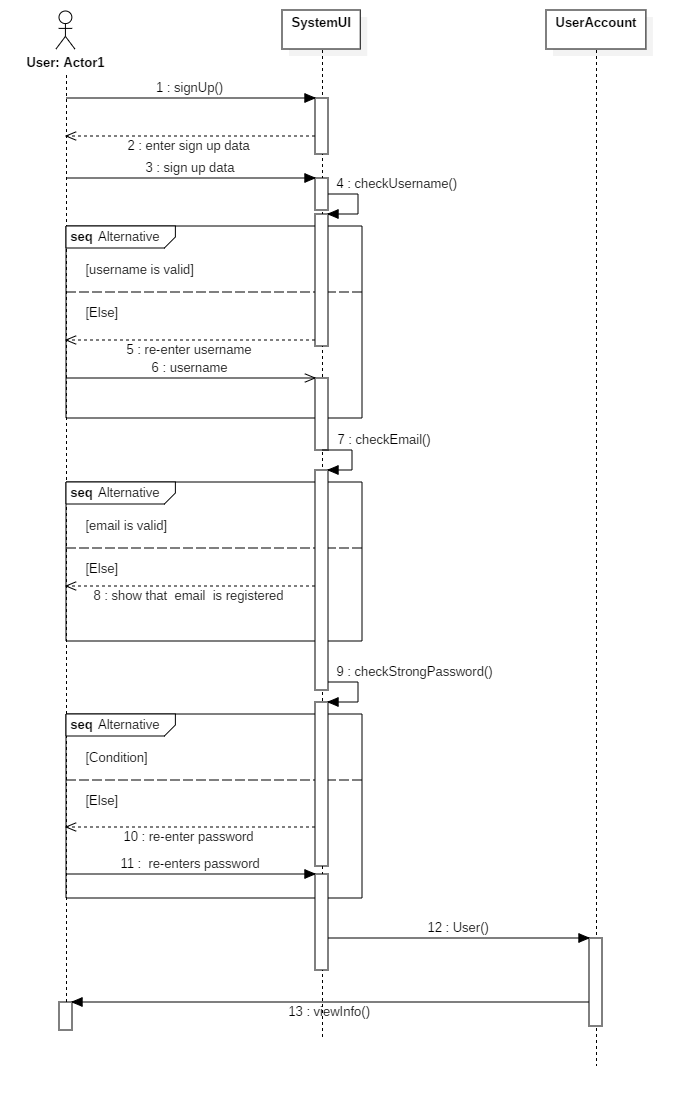 SystemUI
UserAccount
User: Actor1
1 : signUp()
2 : enter sign up data
3 : sign up data
4 : checkUsername()
seq Alternative
[username is valid]
[Else]
5 : re-enter username
6 : username
7 : checkEmail()
seq Alternative
[email is valid]
[Else]
8 : show that email is registered
9 : checkStrongPassword()
seq Alternative
[Condition]
[Else]
10 : re-enter password
11 : re-enters password
12 : User()
13 : viewInfo()